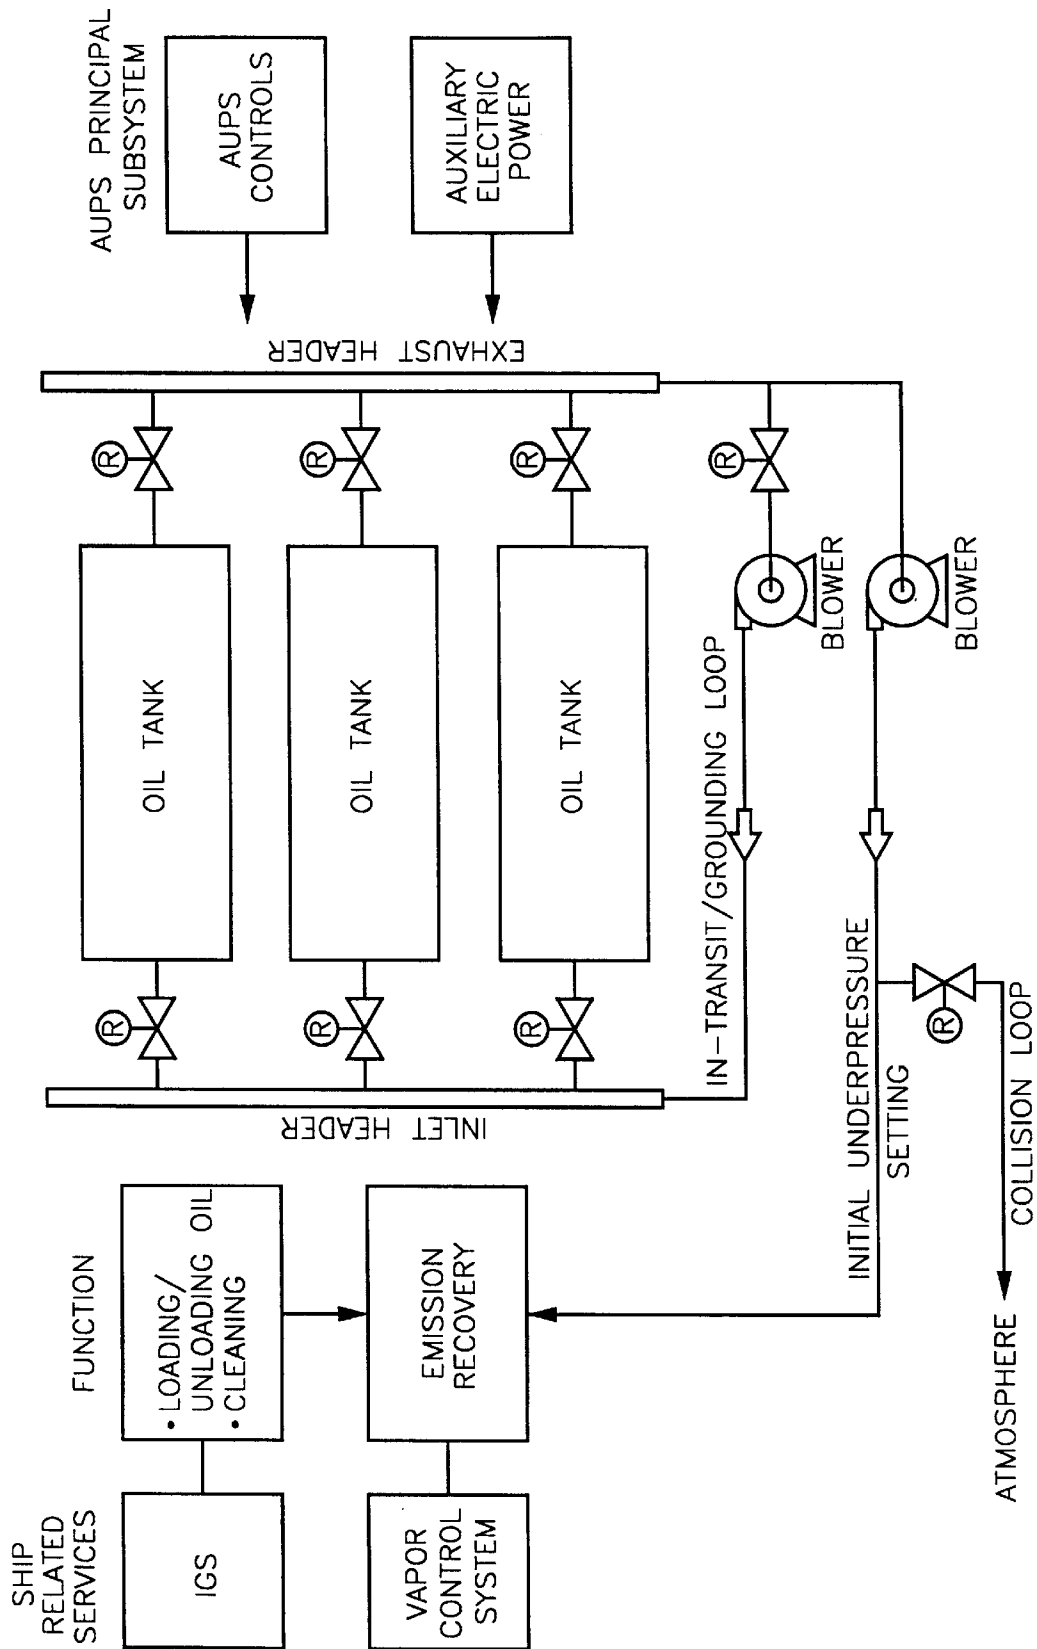 SHIP
RELATED
SERVICES
FUNCTION
AUPS PRINCIPAL
SUBSYSTEM
IGS
• LOADING/
UNLOADING OIL
• CLEANING
INLET HEADER
R
OIL TANK
R
EXHAUST HEADER
AUPS
CONTROLS
VAPOR
CONTROL
SYSTEM
EMISSION
RECOVERY
R
OIL TANK
R
AUXILIARY
ELECTRIC
POWER
R
OIL TANK
R
IN-TRANSIT/GROUNDING LOOP
R
BLOWER
INITIAL UNDERPRESSURE
SETTING
BLOWER
R
ATMOSPHERE
COLLISION LOOP